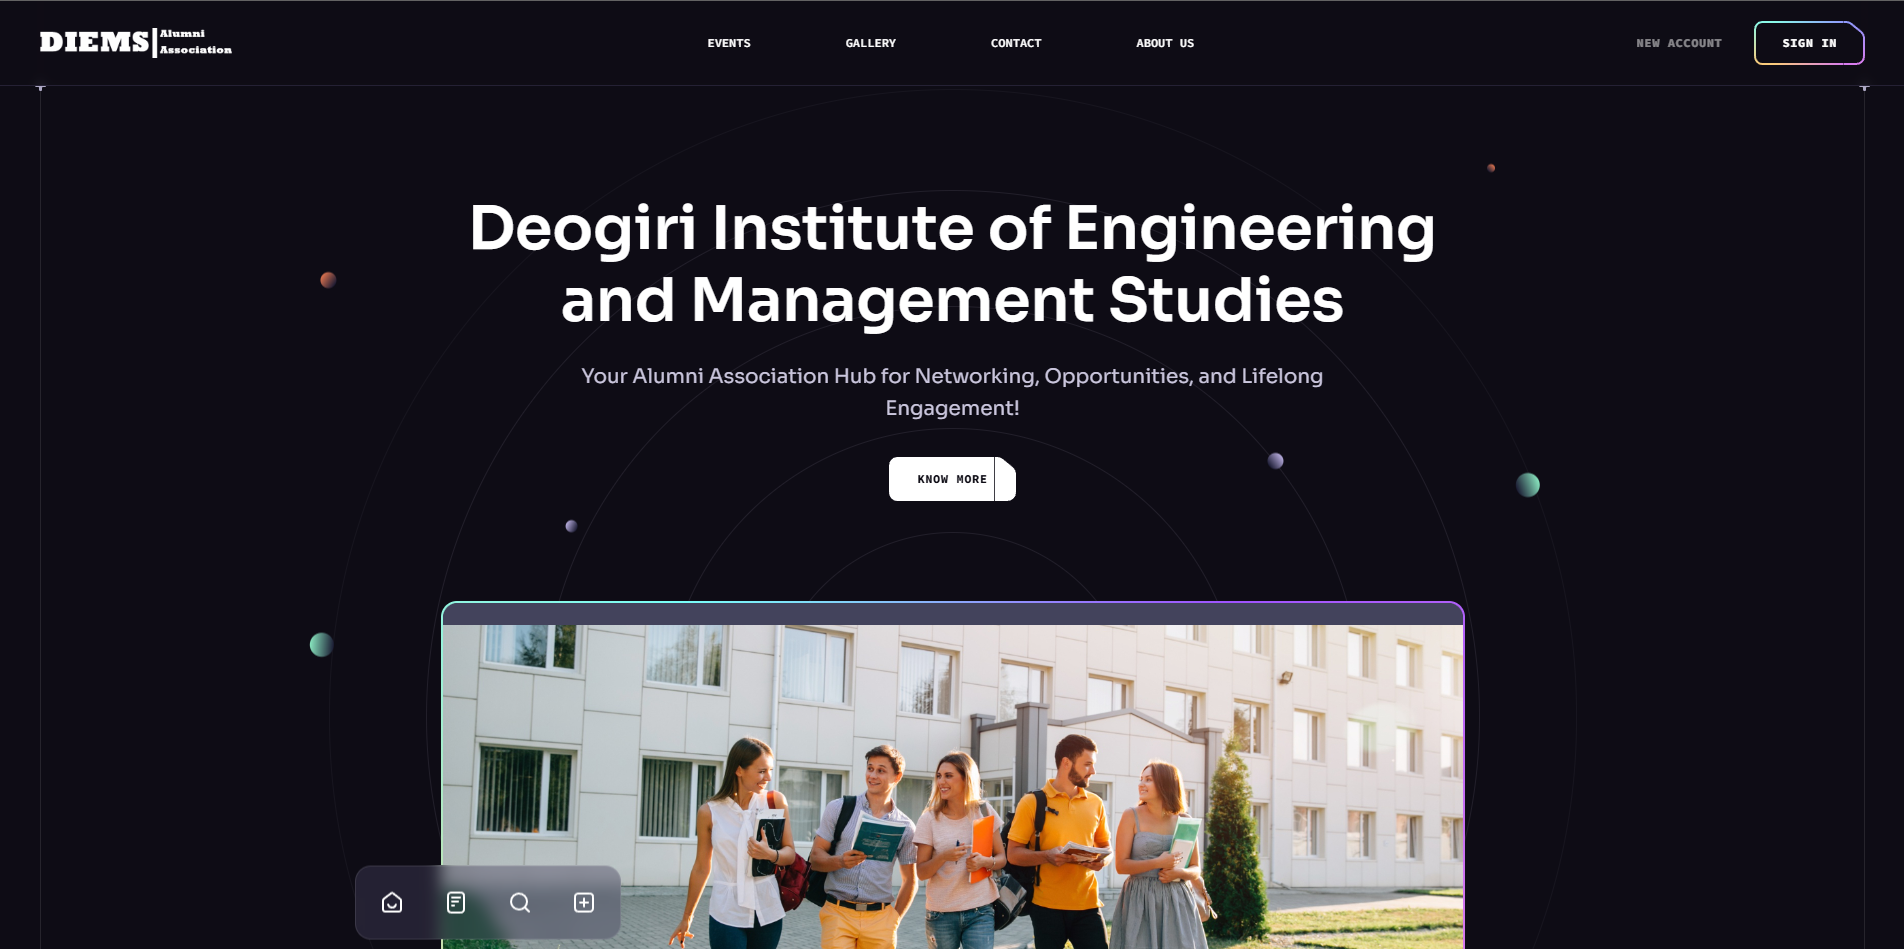 DIEMS
Alumni
Association
EVENTS
GALLERY
CONTACT
ABOUT US
NEW ACCOUNT
SIGN IN
Deogiri Institute of Engineering
and Management Studies
Your Alumni Association Hub for Networking, Opportunities, and Lifelong
Engagement!
KNOW MORE